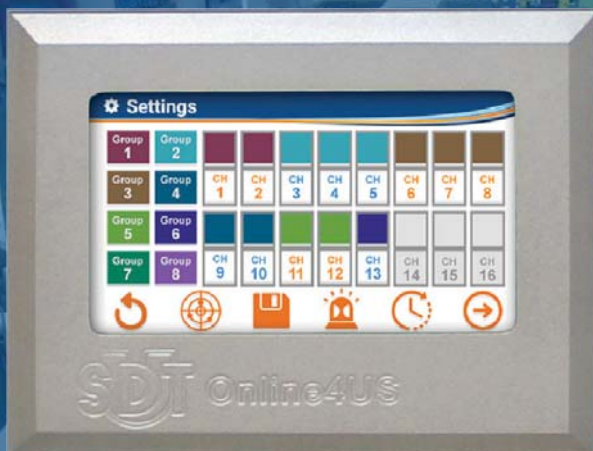 Settings
Group 1 Group 2
Group 3 Group 4
CH 1 CH 2 CH 3 CH 4 CH 5 CH 6 CH 7 CH 8
Group 5 Group 6
Group 7 Group 8
CH 9 CH 10 CH 11 CH 12 CH 13 CH 14 CH 15 CH 16
SDT Online4US